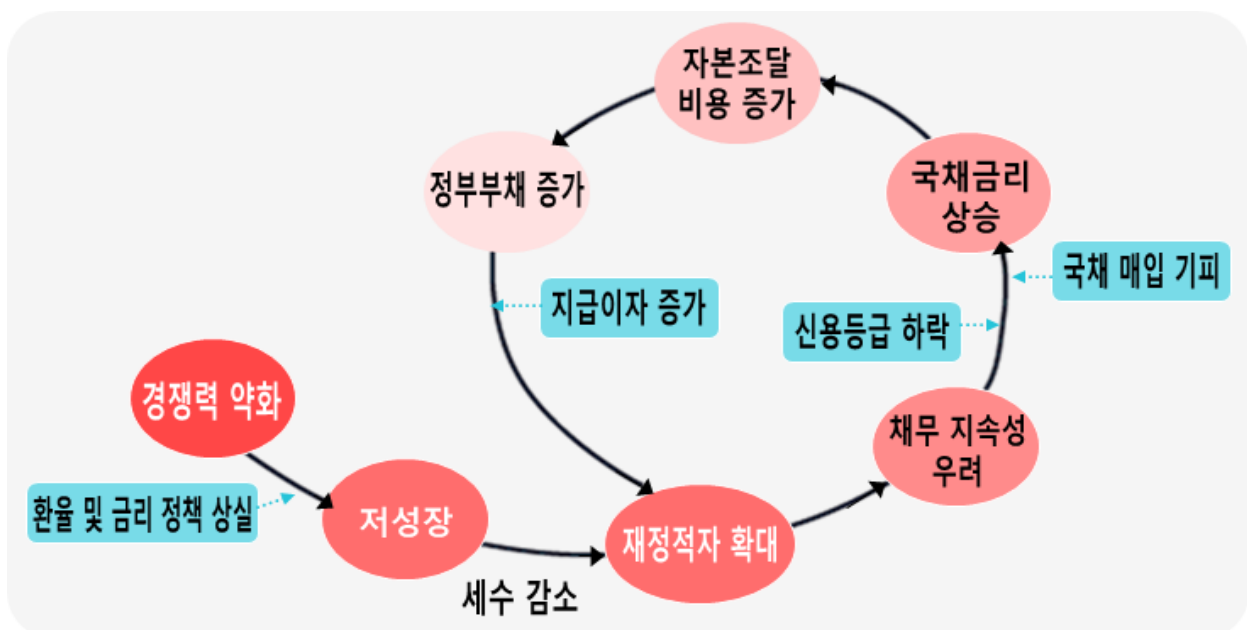 자본조달
비용 증가
정부부채 증가
국채금리
상승
국채 매입 기피
지급이자 증가
신용등급 하락
경쟁력 약화
채무 지속성
우려
환율 및 금리 정책 상실
저성장
재정적자 확대
세수 감소